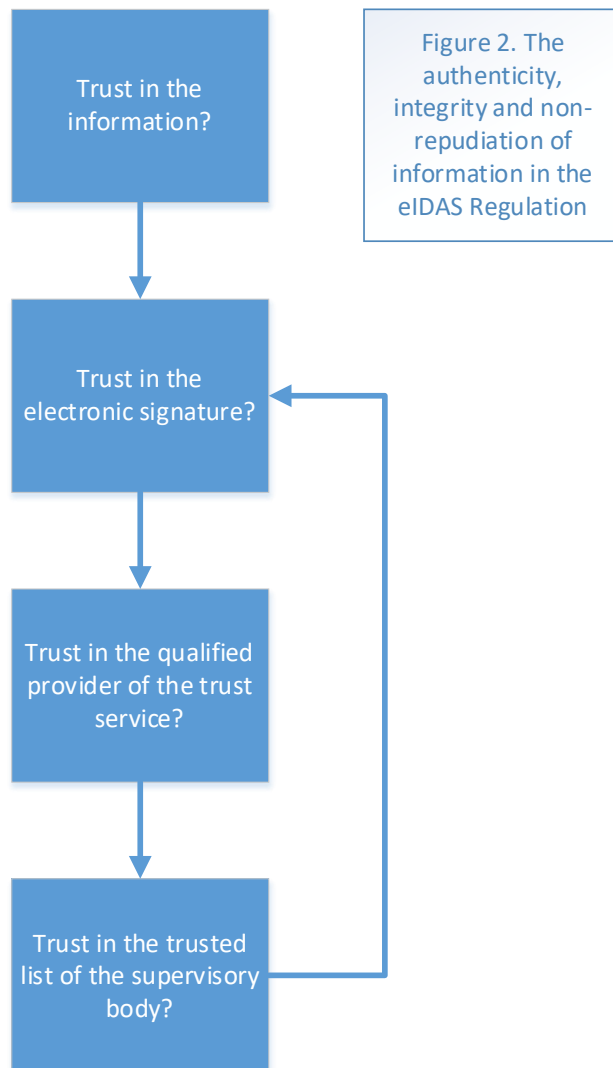 Trust in the
information?
Figure 2. The
authenticity,
integrity and non-
repudiation of
information in the
eIDAS Regulation
Trust in the
electronic signature?
Trust in the qualified
provider of the trust
service?
Trust in the trusted
list of the supervisory
body?